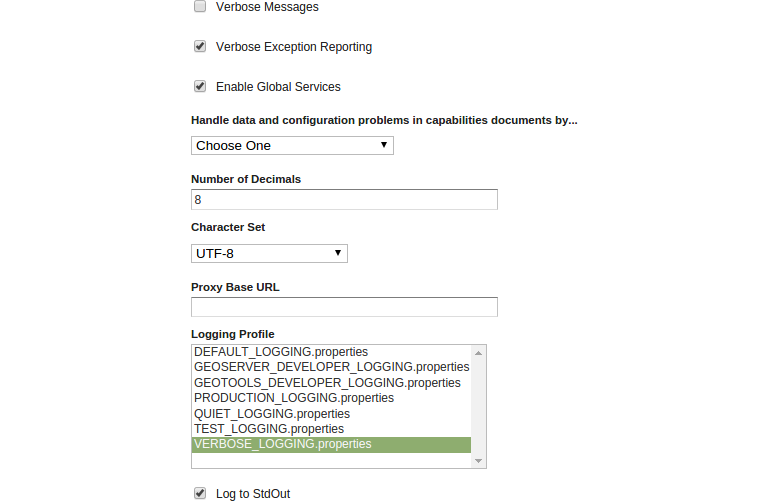 Verbose Messages
Verbose Exception Reporting
Enable Global Services
Handle data and configuration problems in capabilities documents by...
Choose One
Number of Decimals
8
Character Set
UTF-8
Proxy Base URL
Logging Profile
DEFAULT_LOGGING.properties
GEOSERVER_DEVELOPER_LOGGING.properties
GEOTOOLS_DEVELOPER_LOGGING.properties
PRODUCTION_LOGGING.properties
QUIET_LOGGING.properties
TEST_LOGGING.properties
VERBOSE_LOGGING.properties
Log to StdOut